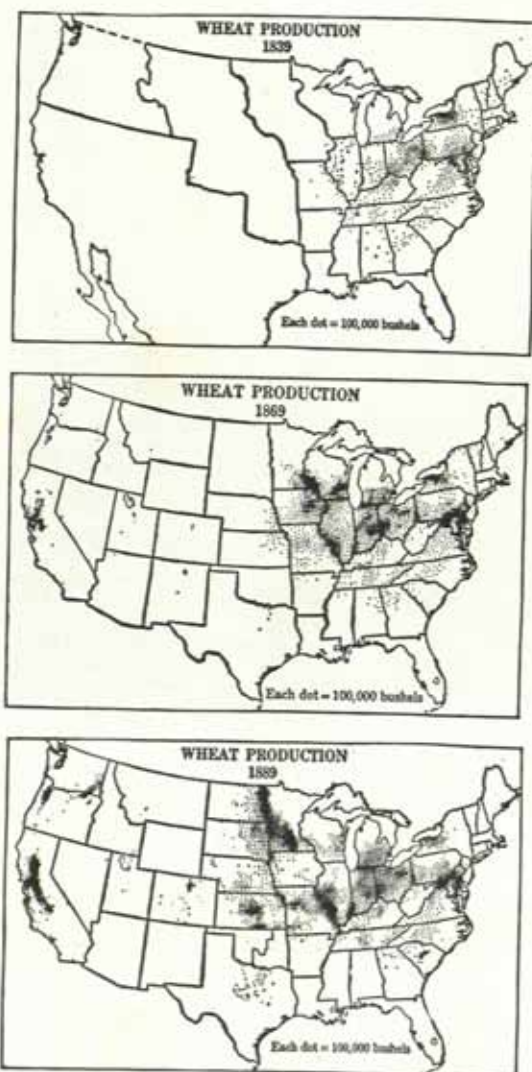 WHEAT PRODUCTION
1839
Each dot = 100,000 bushels
WHEAT PRODUCTION
1869
Each dot = 100,000 bushels
WHEAT PRODUCTION
1889
Each dot = 100,000 bushels